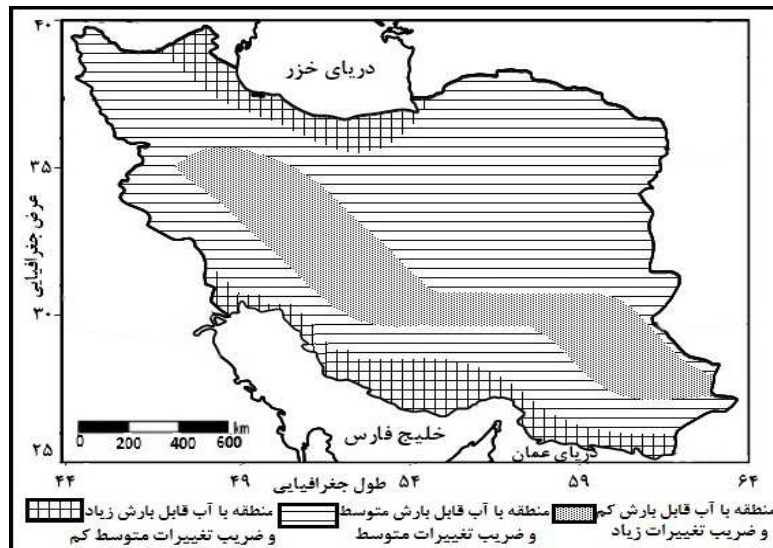 ۴۰
دریای خزر
۳۵
عرض جغرافیایی
۳۰
km
0 200 400 600
خلیج فارس
دریای عمان
۲۵
۴۴ ۴۹ ۵۴ ۵۹ ۶۴
طول جغرافیایی
منطقه با آب قابل بارش کم
و ضریب تغییرات زیاد
منطقه با آب قابل بارش متوسط
و ضریب تغییرات متوسط
منطقه با آب قابل بارش زیاد
و ضریب تغییرات متوسط کم